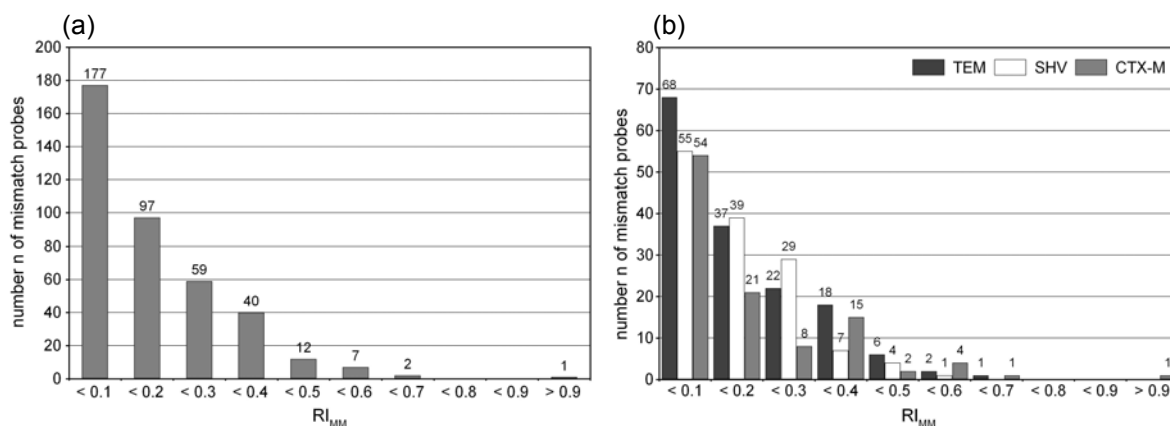 (a)
number n of mismatch probes
200
180
160
140
120
100
80
60
40
20
0
177
97
59
40
12
7
2
1
< 0.1 < 0.2 < 0.3 < 0.4 < 0.5 < 0.6 < 0.7 < 0.8 < 0.9 > 0.9
RIMM
(b)
number n of mismatch probes
80
70
60
50
40
30
20
10
0
TEM SHV CTX-M
68 55 54
37 39 21
22 29 8
18 7 15
6 4 2
2 1 4
1 1
1
< 0.1 < 0.2 < 0.3 < 0.4 < 0.5 < 0.6 < 0.7 < 0.8 < 0.9 > 0.9
RIMM